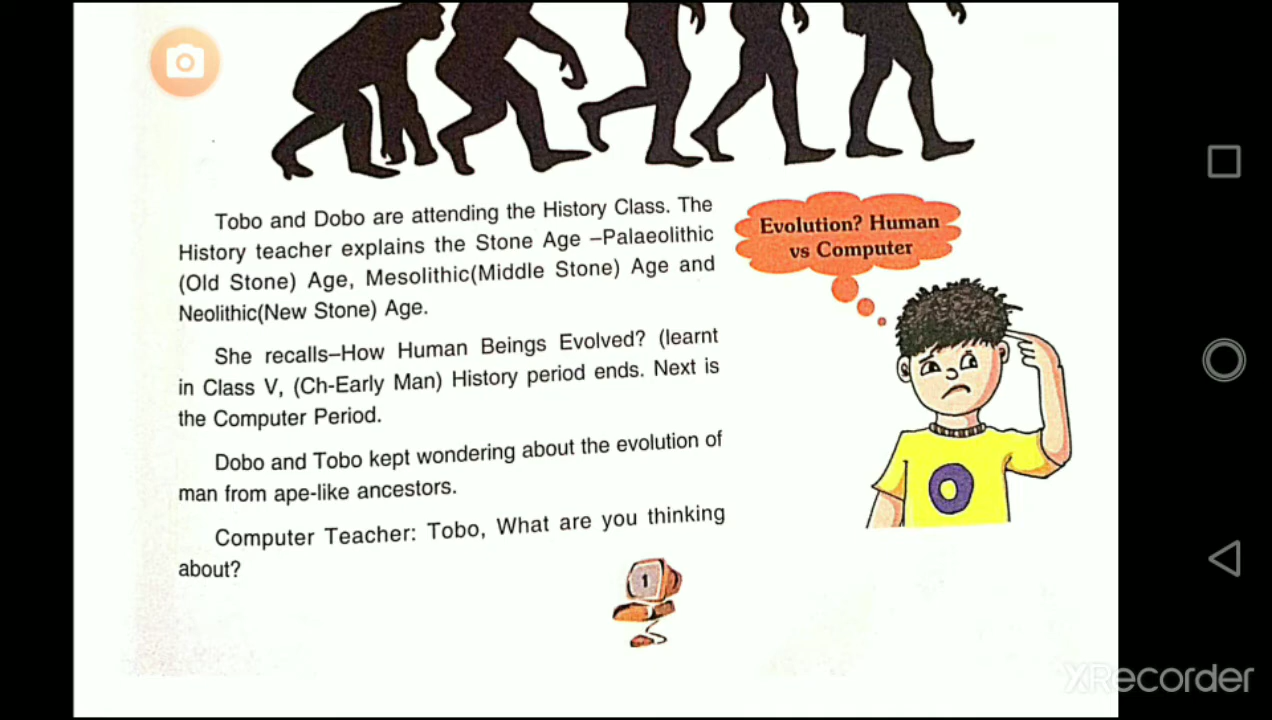 Tobo and Dobo are attending the History Class. The
History teacher explains the Stone Age –Palaeolithic
(Old Stone) Age, Mesolithic(Middle Stone) Age and
Neolithic(New Stone) Age.
She recalls–How Human Beings Evolved? (learnt
in Class V, (Ch-Early Man) History period ends. Next is
the Computer Period.
Dobo and Tobo kept wondering about the evolution of
man from ape-like ancestors.
Computer Teacher: Tobo, What are you thinking
about?
Evolution? Human
vs Computer
1
XRecorder